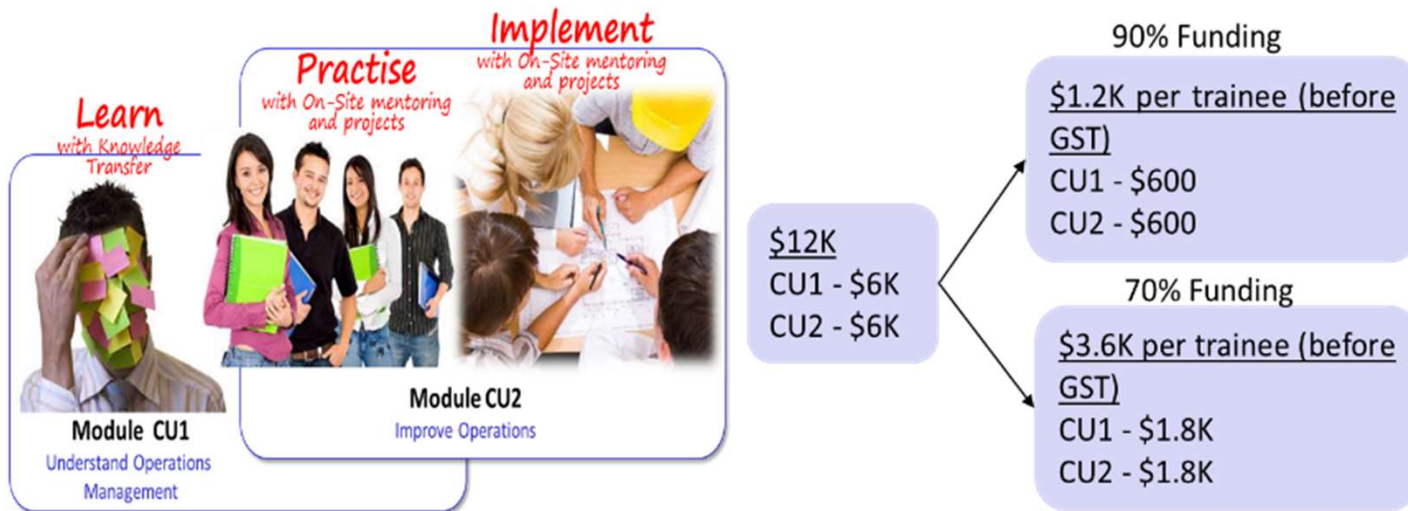 Learn
with Knowledge
Transfer
Practise
with On-Site mentoring
and projects
Implement
with On-Site mentoring
and projects
Module CU1
Understand Operations
Management
Module CU2
Improve Operations
$12K
CU1 - $6K
CU2 - $6K
90% Funding
$1.2K per trainee (before
GST)
CU1 - $600
CU2 - $600
70% Funding
$3.6K per trainee (before
GST)
CU1 - $1.8K
CU2 - $1.8K